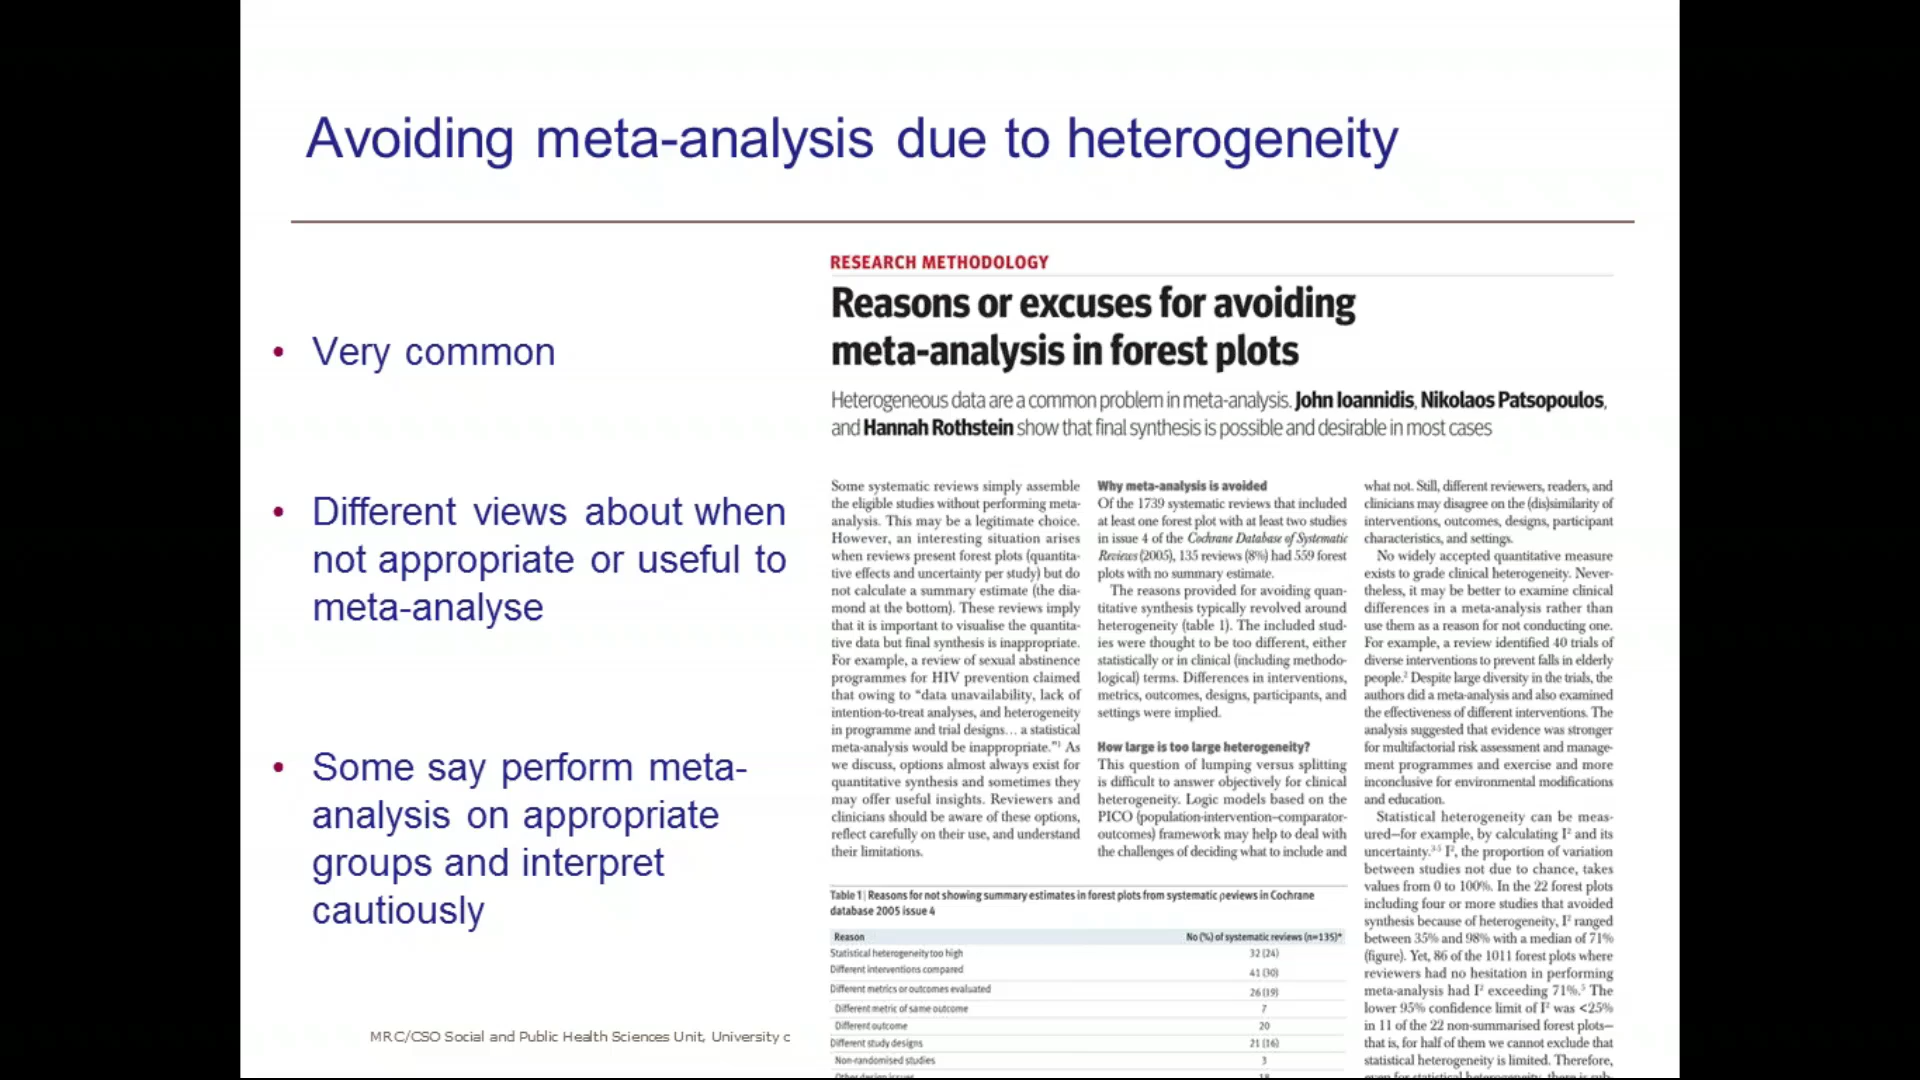 Avoiding meta-analysis due to heterogeneity
• Very common
• Different views about when
not appropriate or useful to
meta-analyse
• Some say perform meta-
analysis on appropriate
groups and interpret
cautiously
MRC/CSO Social and Public Health Sciences Unit, University c
RESEARCH METHODOLOGY
Reasons or excuses for avoiding
meta-analysis in forest plots
Heterogeneous data are a common problem in meta-analysis. John Ioannidis, Nikolaos Patsopoulos,
and Hannah Rothstein show that final synthesis is possible and desirable in most cases
Some systematic reviews simply assemble
the eligible studies without performing meta-
analysis. This may be a legitimate choice.
However, an interesting situation arises
when reviews present forest plots (quantita-
tive effects and uncertainty per study) but do
not calculate a summary estimate (the dia-
mond at the bottom). These reviews imply
that it is important to visualise the quantita-
tive data but final synthesis is inappropriate.
For example, a review of sexual abstinence
programmes for HIV prevention claimed
that owing to “data unavailability, lack of
intention-to-treat analyses, and heterogeneity
in programme and trial designs… a statistical
meta-analysis would be inappropriate.”¹ As
we discuss, options almost always exist for
quantitative synthesis and sometimes they
may offer useful insights. Reviewers and
clinicians should be aware of these options,
reflect carefully on their use, and understand
their limitations.
Why meta-analysis is avoided
Of the 1739 systematic reviews that included
at least one forest plot with at least two studies
in issue 4 of the Cochrane Database of Systematic
Reviews (2005), 135 reviews (8%) had 559 forest
plots with no summary estimate.
The reasons provided for avoiding quan-
titative synthesis typically revolved around
heterogeneity (table 1). The included stud-
ies were thought to be too different, either
statistically or in clinical (including methodo-
logical) terms. Differences in interventions,
metrics, outcomes, designs, participants, and
settings were implied.
How large is too large heterogeneity?
This question of lumping versus splitting
is difficult to answer objectively for clinical
heterogeneity. Logic models based on the
PICO (population-intervention–comparator-
outcomes) framework may help to deal with
the challenges of deciding what to include and
what not. Still, different reviewers, readers, and
clinicians may disagree on the (dis)similarity of
interventions, outcomes, designs, participant
characteristics, and settings.
No widely accepted quantitative measure
exists to grade clinical heterogeneity. Never-
theless, it may be better to examine clinical
differences in a meta-analysis rather than
use them as a reason for not conducting one.
For example, a review identified 40 trials of
diverse interventions to prevent falls in elderly
people.² Despite large diversity in the trials, the
authors did a meta-analysis and also examined
the effectiveness of different interventions. The
analysis suggested that evidence was stronger
for multifactorial risk assessment and manage-
ment programmes and exercise and more
inconclusive for environmental modifications
and education.
Statistical heterogeneity can be meas-
ured—for example, by calculating I² and its
uncertainty.³⁻⁵ I², the proportion of variation
between studies not due to chance, takes
values from 0 to 100%. In the 22 forest plots
including four or more studies that avoided
synthesis because of heterogeneity, I² ranged
between 35% and 98% with a median of 71%
(figure). Yet, 86 of the 1011 forest plots where
reviewers had no hesitation in performing
meta-analysis had I² exceeding 71%.⁵ The
lower 95% confidence limit of I² was <25%
in 11 of the 22 non-summarised forest plots—
that is, for half of them we cannot exclude that
statistical heterogeneity is limited. Therefore,
even for statistical heterogeneity, there is sub-
Table 1 | Reasons for not showing summary estimates in forest plots from systematic reviews in Cochrane
database 2005 issue 4
Reason No (%) of systematic reviews (n=135)*
Statistical heterogeneity too high 32 (24)
Different interventions compared 41 (30)
Different metrics or outcomes evaluated 26 (19)
Different metric of same outcome 7
Different outcome 20
Different study designs 21 (16)
Non-randomised studies 3
Other design issues 18